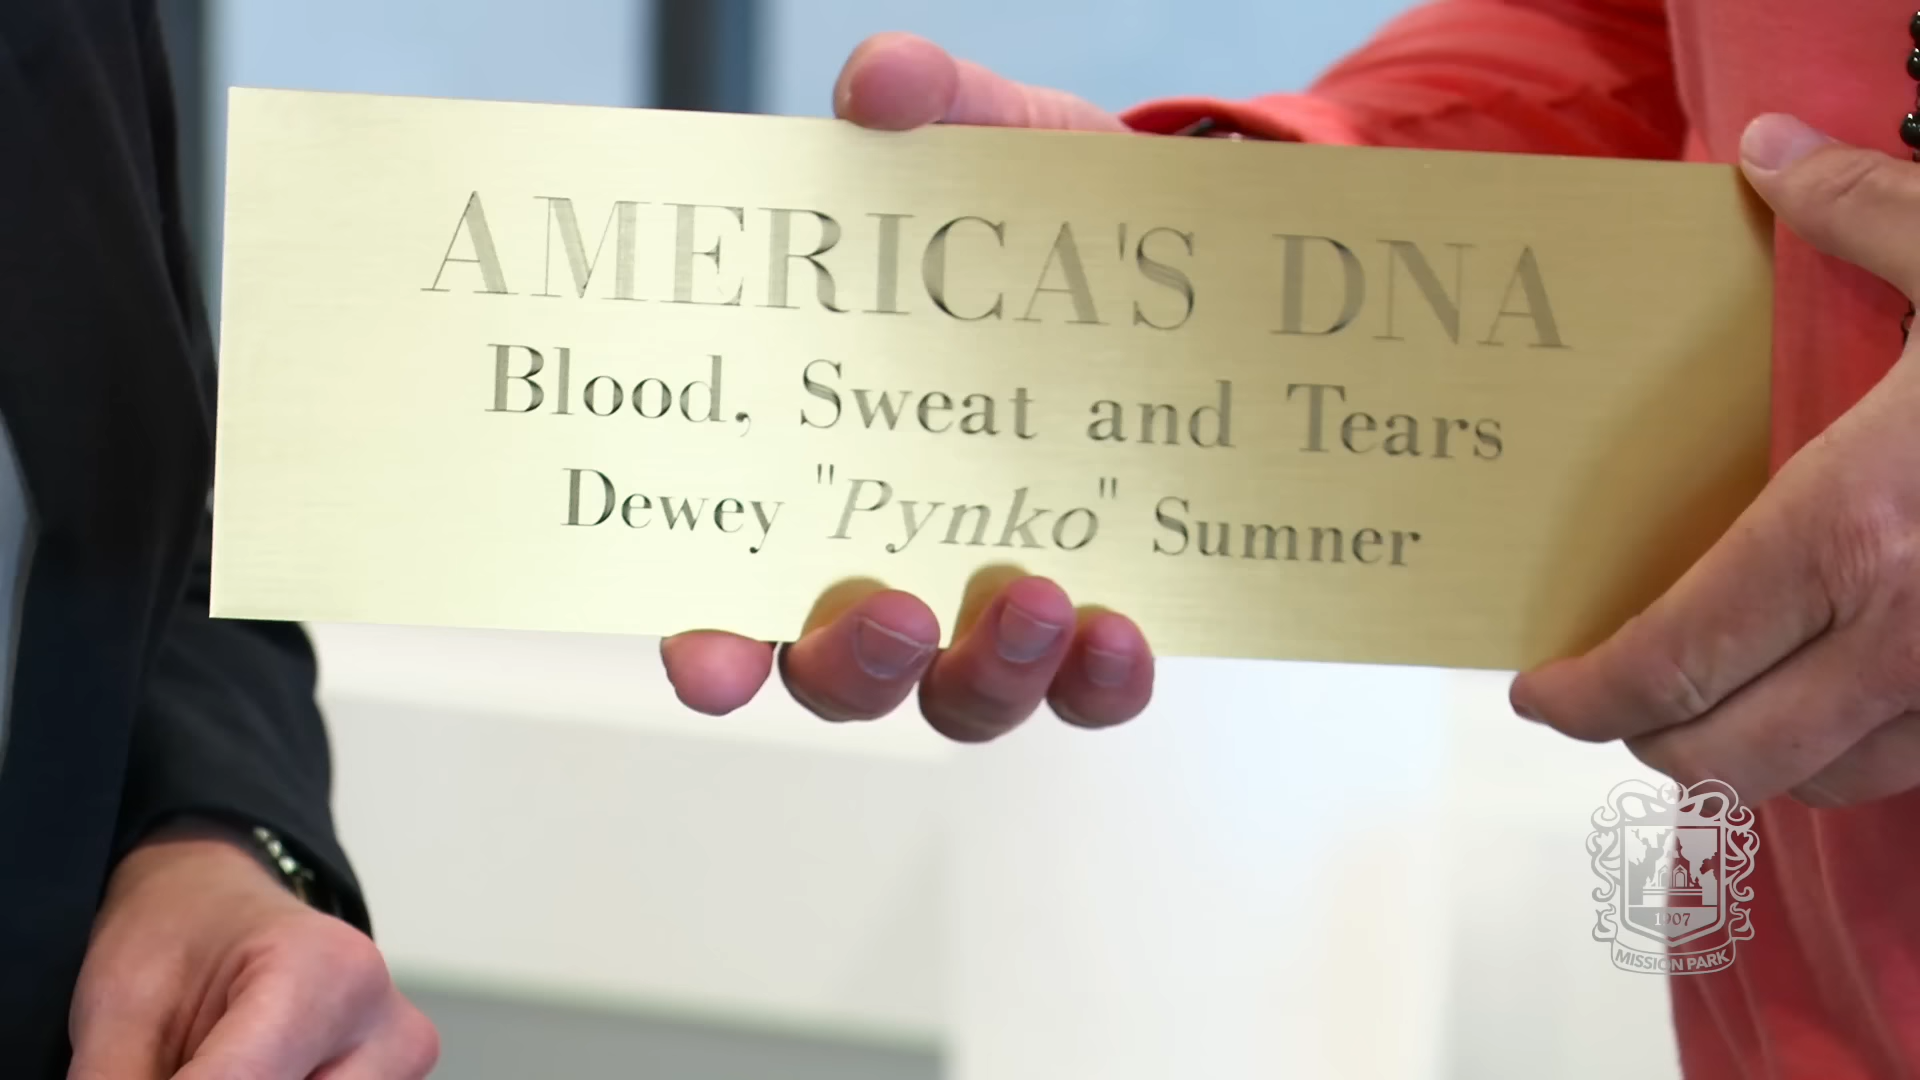 AMERICA'S DNA
Blood, Sweat and Tears
Dewey "Pynko" Sumner
1907
MISSION PARK